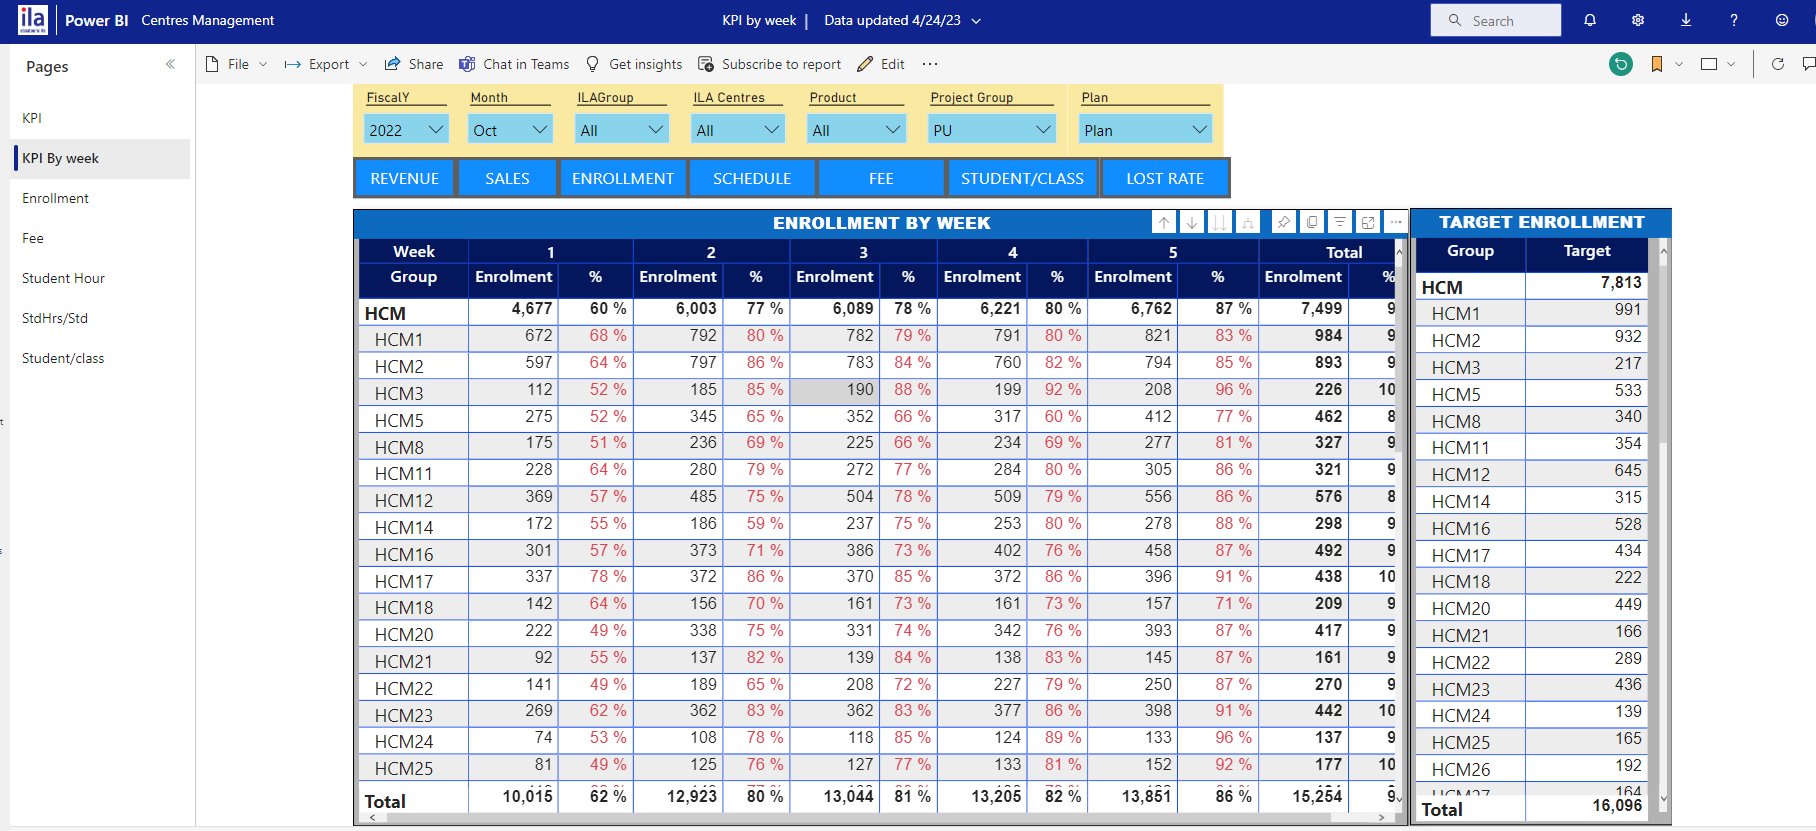 ila Power BI Centres Management KPI by week | Data updated 4/24/23 Search ?
Pages
KPI
KPI By week
Enrollment
Fee
Student Hour
StdHrs/Std
Student/class
File Export Share Chat in Teams Get insights Subscribe to report Edit ...
FiscalY Month ILAGroup ILA Centres Product Project Group Plan
2022 Oct All All All PU Plan
REVENUE SALES ENROLLMENT SCHEDULE FEE STUDENT/CLASS LOST RATE
ENROLLMENT BY WEEK
Week 1 2 3 4 5 Total
Group Enrolment % Enrolment % Enrolment % Enrolment % Enrolment % Enrolment %
HCM 4,677 60 % 6,003 77 % 6,089 78 % 6,221 80 % 6,762 87 % 7,499 9
HCM1 672 68 % 792 80 % 782 79 % 791 80 % 821 83 % 984 9
HCM2 597 64 % 797 86 % 783 84 % 760 82 % 794 85 % 893 9
HCM3 112 52 % 185 85 % 190 88 % 199 92 % 208 96 % 226 10
HCM5 275 52 % 345 65 % 352 66 % 317 60 % 412 77 % 462 8
HCM8 175 51 % 236 69 % 225 66 % 234 69 % 277 81 % 327 9
HCM11 228 64 % 280 79 % 272 77 % 284 80 % 305 86 % 321 9
HCM12 369 57 % 485 75 % 504 78 % 509 79 % 556 86 % 576 8
HCM14 172 55 % 186 59 % 237 75 % 253 80 % 278 88 % 298 9
HCM16 301 57 % 373 71 % 386 73 % 402 76 % 458 87 % 492 9
HCM17 337 78 % 372 86 % 370 85 % 372 86 % 396 91 % 438 10
HCM18 142 64 % 156 70 % 161 73 % 161 73 % 157 71 % 209 9
HCM20 222 49 % 338 75 % 331 74 % 342 76 % 393 87 % 417 9
HCM21 92 55 % 137 82 % 139 84 % 138 83 % 145 87 % 161 9
HCM22 141 49 % 189 65 % 208 72 % 227 79 % 250 87 % 270 9
HCM23 269 62 % 362 83 % 362 83 % 377 86 % 398 91 % 442 10
HCM24 74 53 % 108 78 % 118 85 % 124 89 % 133 96 % 137 9
HCM25 81 49 % 125 76 % 127 77 % 133 81 % 152 92 % 177 10
Total 10,015 62 % 12,923 80 % 13,044 81 % 13,205 82 % 13,851 86 % 15,254 9
TARGET ENROLLMENT
Group Target
HCM 7,813
HCM1 991
HCM2 932
HCM3 217
HCM5 533
HCM8 340
HCM11 354
HCM12 645
HCM14 315
HCM16 528
HCM17 434
HCM18 222
HCM20 449
HCM21 166
HCM22 289
HCM23 436
HCM24 139
HCM25 165
HCM26 192
HCM27 164
Total 16,096